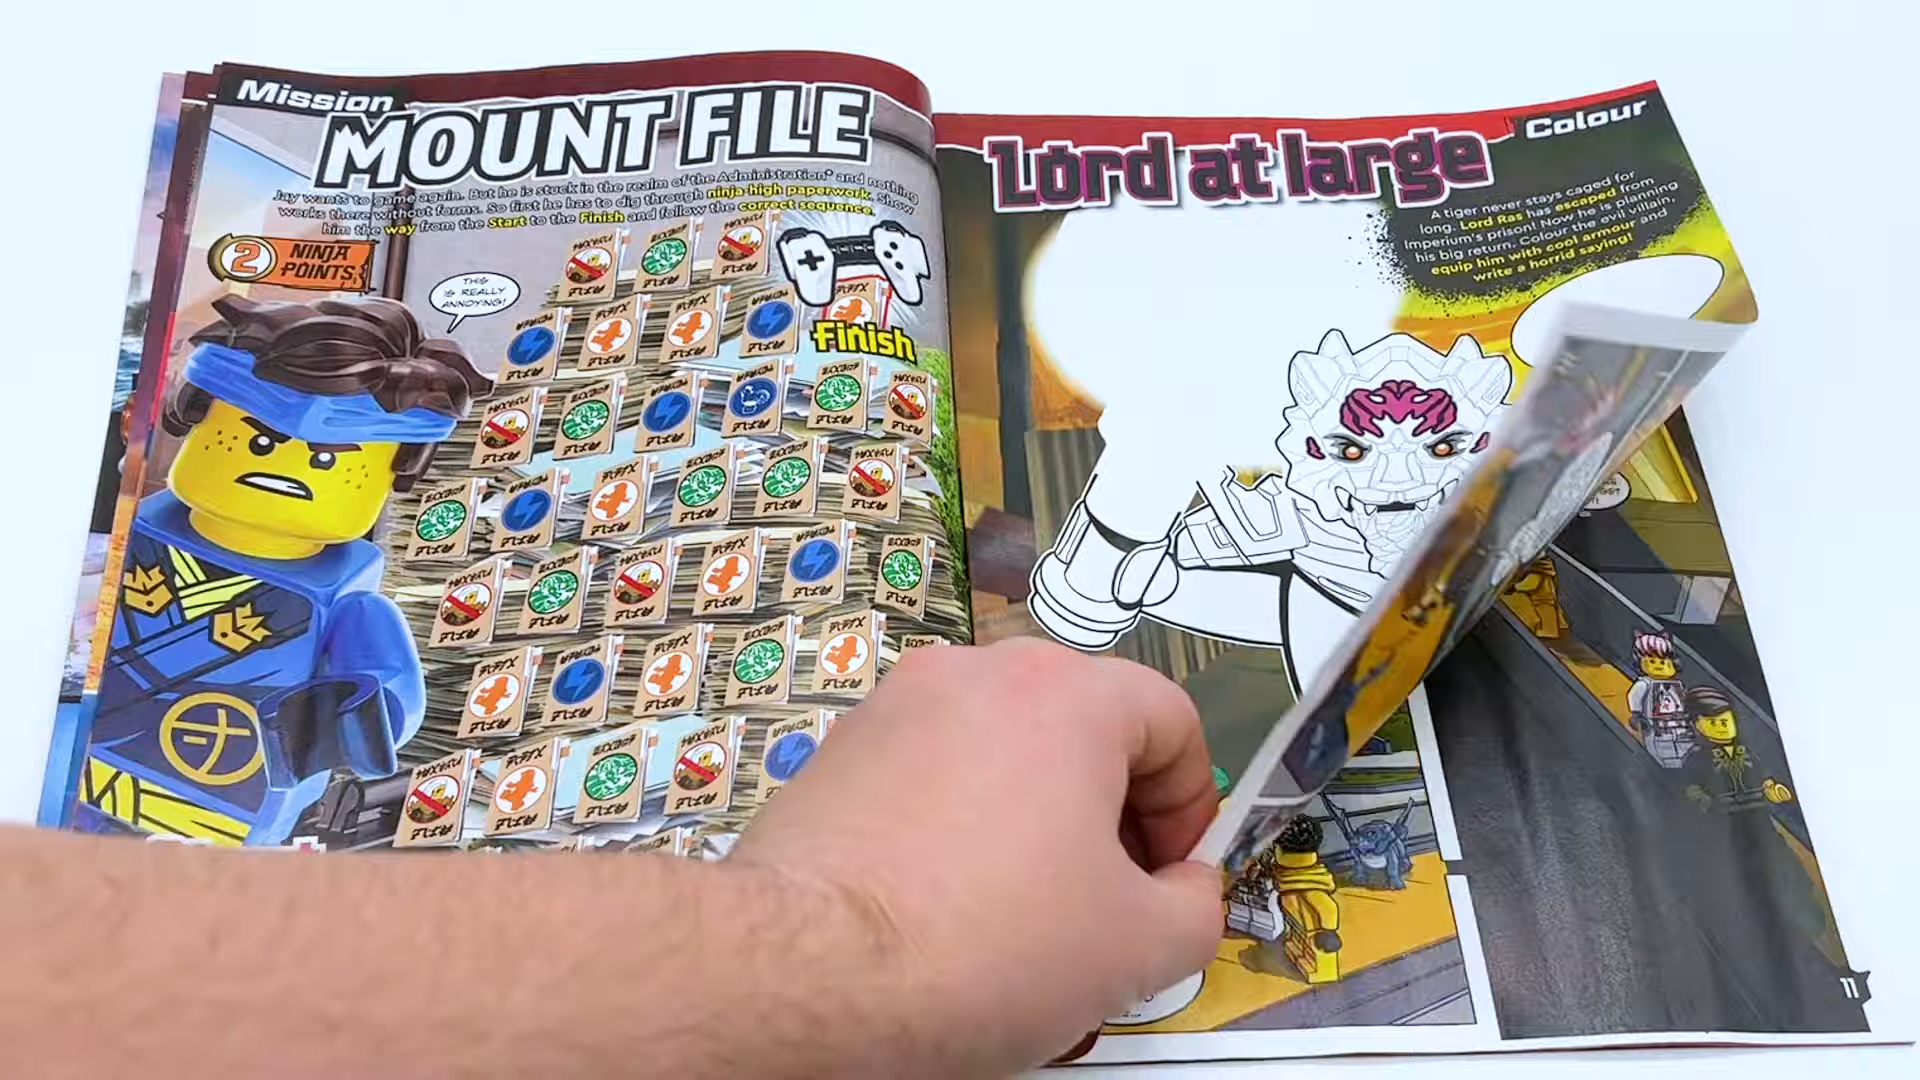 Mission
MOUNT FILE
Jay wants to game again. But he is stuck in the realm of the Administration* and nothing
works there without forms. So first he has to dig through ninja-high paperwork. Show
him the way from the Start to the Finish and follow the correct sequence.
2 NINJA
POINTS
THIS
IS REALLY
ANNOYING!
Finish
Colour
Lord at large
A tiger never stays caged for
long. Lord Ras has escaped from
Imperium's prison! Now he is planning
his big return. Colour the evil villain,
equip him with cool armour and
write a horrid saying!
11